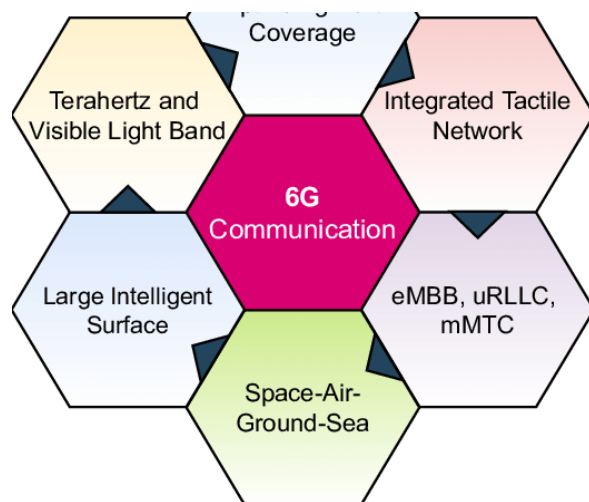 Coverage
Terahertz and
Visible Light Band
Integrated Tactile
Network
6G
Communication
Large Intelligent
Surface
eMBB, uRLLC,
mMTC
Space-Air-
Ground-Sea